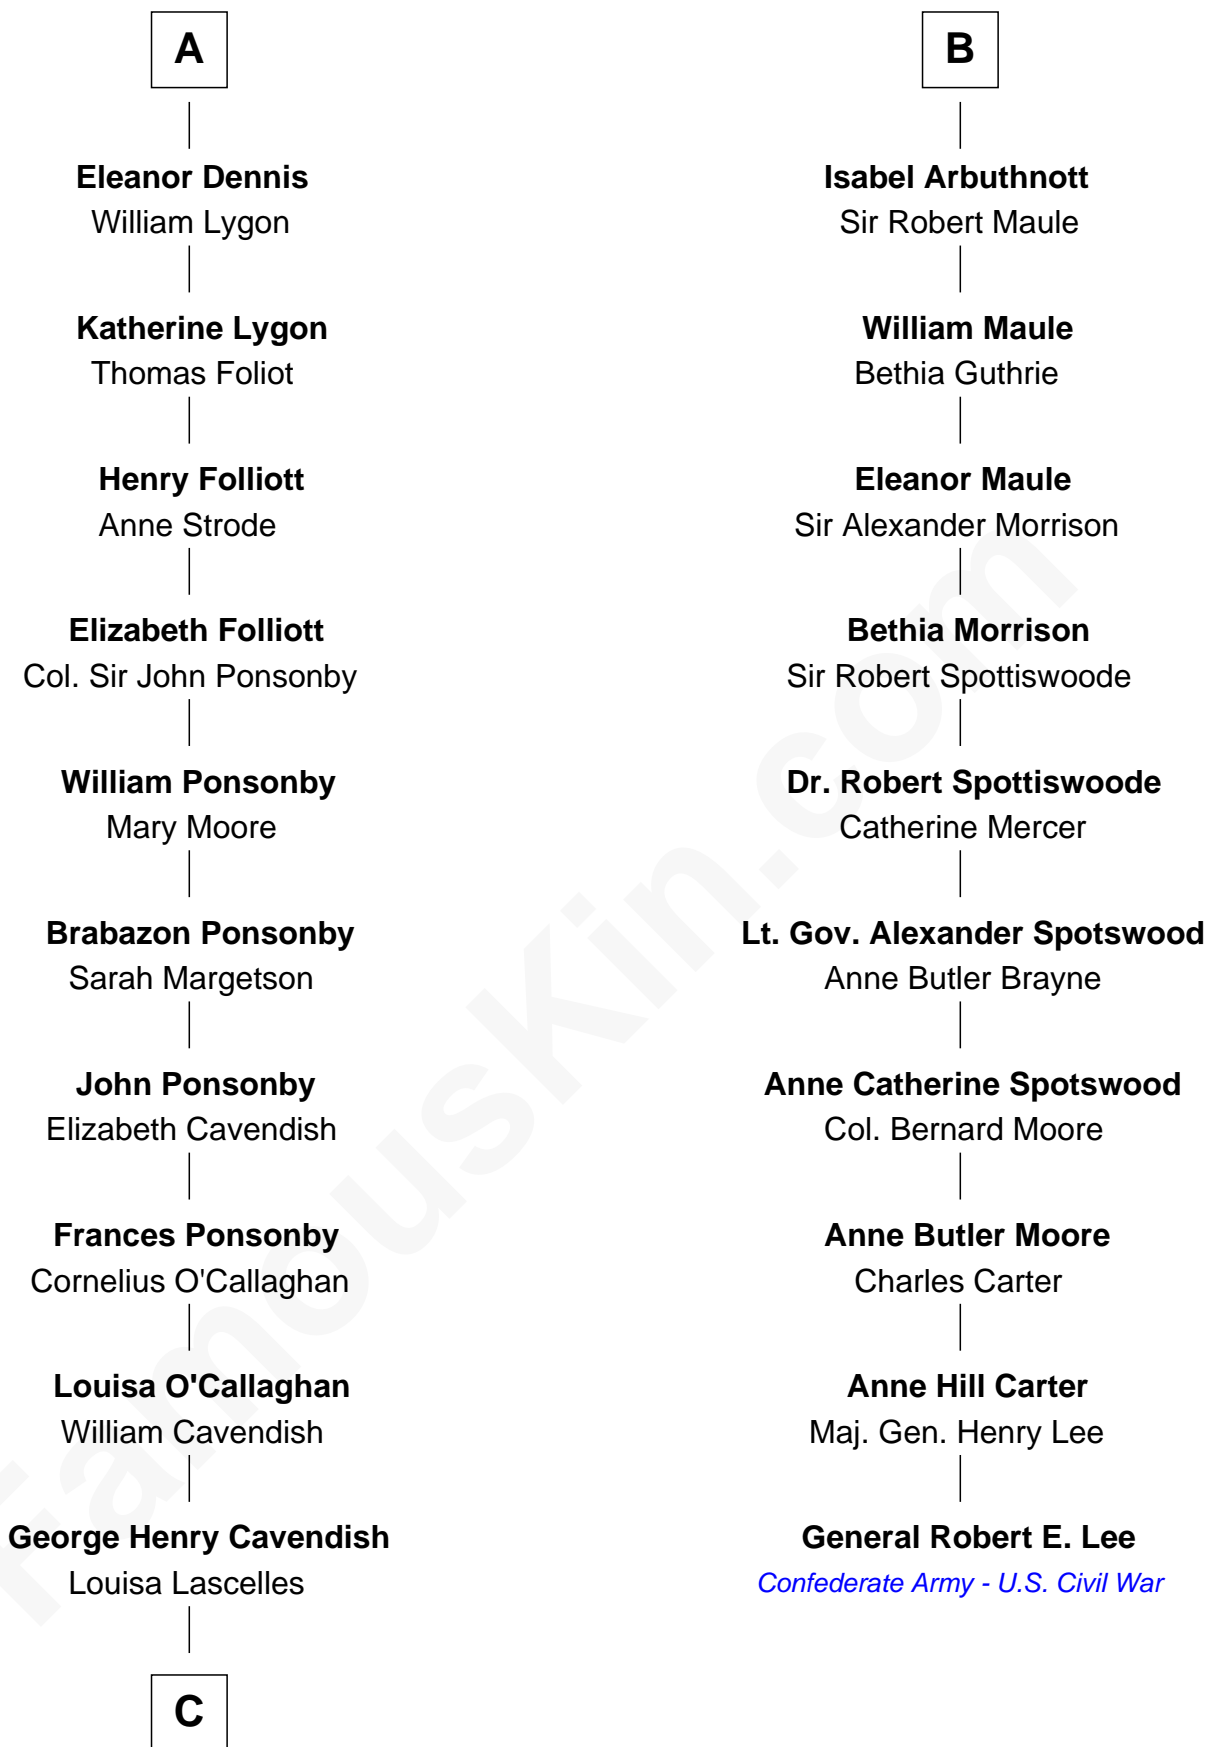 A
Eleanor Dennis
William Lygon
Katherine Lygon
Thomas Foliot
Henry Folliott
Anne Strode
Elizabeth Folliott
Col. Sir John Ponsonby
William Ponsonby
Mary Moore
Brabazon Ponsonby
Sarah Margetson
John Ponsonby
Elizabeth Cavendish
Frances Ponsonby
Cornelius O'Callaghan
Louisa O'Callaghan
William Cavendish
George Henry Cavendish
Louisa Lascelles
C
B
Isabel Arbuthnott
Sir Robert Maule
William Maule
Bethia Guthrie
Eleanor Maule
Sir Alexander Morrison
Bethia Morrison
Sir Robert Spottiswoode
Dr. Robert Spottiswoode
Catherine Mercer
Lt. Gov. Alexander Spotswood
Anne Butler Brayne
Anne Catherine Spotswood
Col. Bernard Moore
Anne Butler Moore
Charles Carter
Anne Hill Carter
Maj. Gen. Henry Lee
General Robert E. Lee
Confederate Army - U.S. Civil War
FamousKin.com